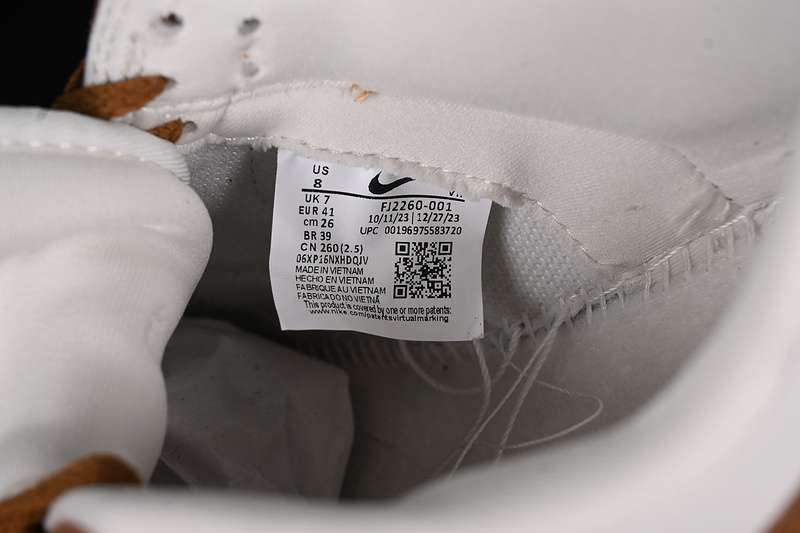 US
8
UK 7
EUR 41
cm 26
BR 39
CN 260(2.5)
FJ2260-001
10/11/23 | 12/27/23
UPC 00196975583720
06XP16NXHDQJV
MADE IN VIETNAM
HECHO EN VIETNAM
FABRIQUE AU VIETNAM
FABRICADO NO VIETNA
This product is covered by one or more patents:
www.nike.com/patentsvirtualmarking